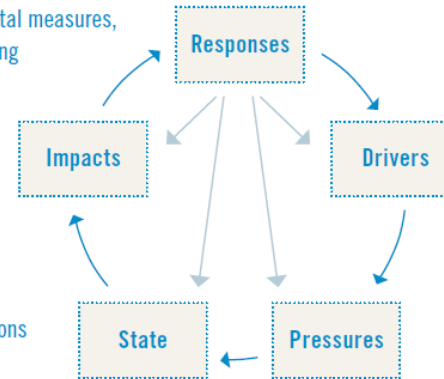 tal measures,
ng
Responses
Impacts
Drivers
ons
State
Pressures